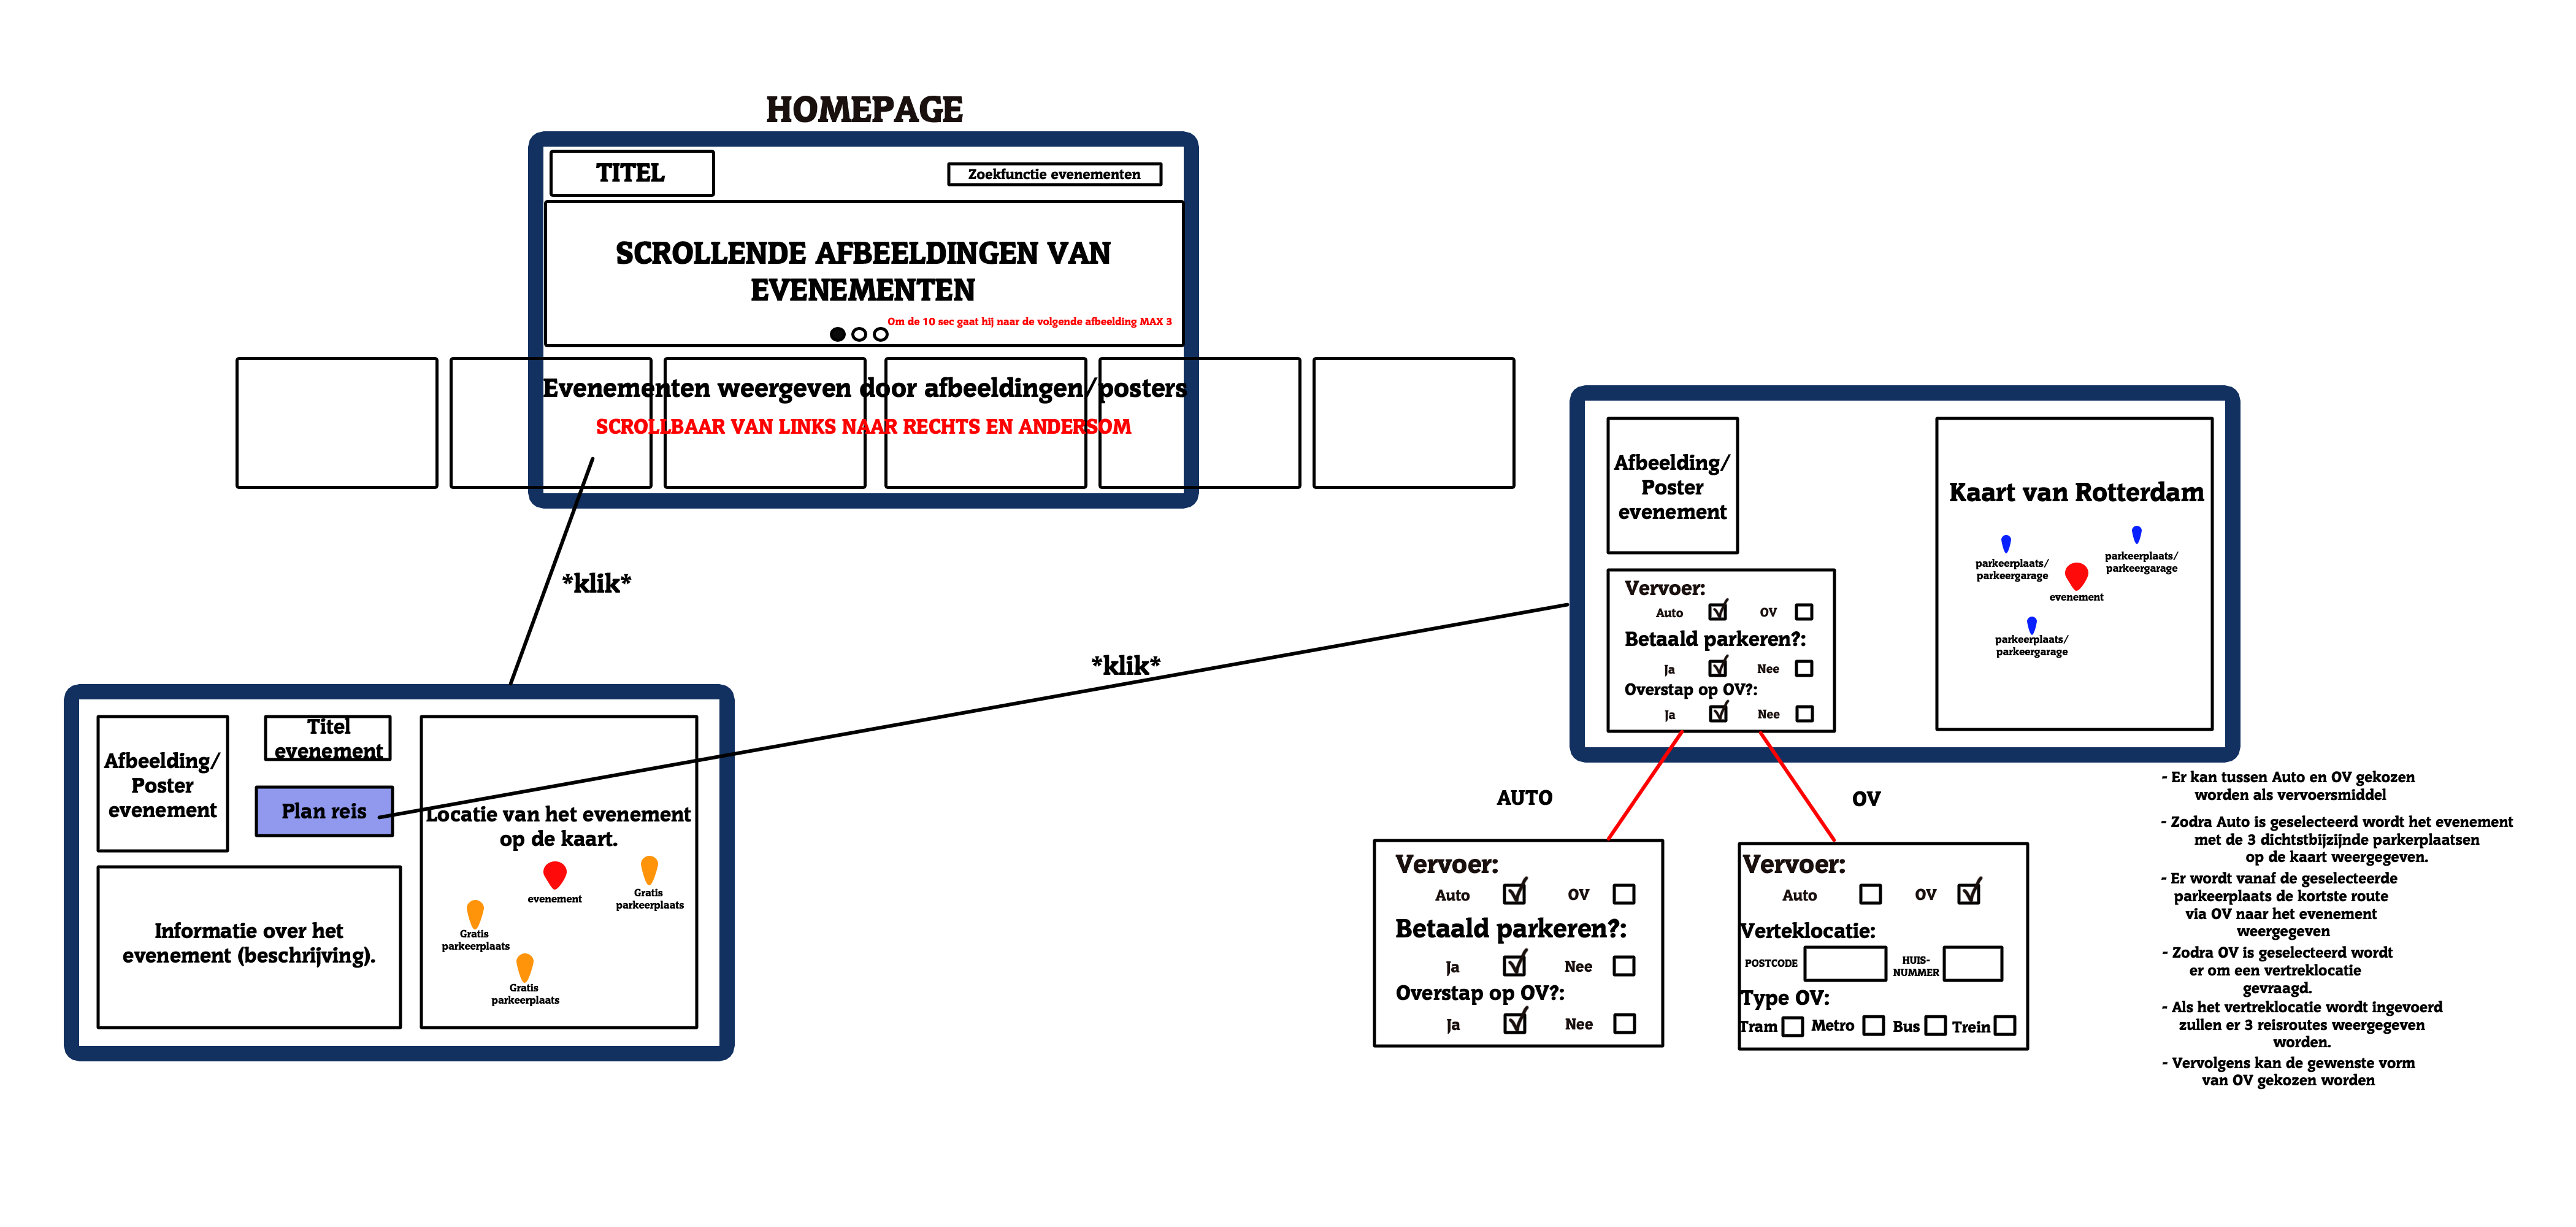 HOMEPAGE
TITEL
Zoekfunctie evenementen
SCROLLENDE AFBEELDINGEN VAN
EVENEMENTEN
Om de 10 sec gaat hij naar de volgende afbeelding MAX 3
Evenementen weergeven door afbeeldingen/posters
SCROLLBAAR VAN LINKS NAAR RECHTS EN ANDERSOM
*klik*
*klik*
Afbeelding/
Poster
evenement
Titel
evenement
Plan reis
Informatie over het
evenement (beschrijving).
Locatie van het evenement
op de kaart.
evenement
Gratis
parkeerplaats
Gratis
parkeerplaats
Gratis
parkeerplaats
Afbeelding/
Poster
evenement
Vervoer:
Auto OV
Betaald parkeren?:
Ja Nee
Overstap op OV?:
Ja Nee
Kaart van Rotterdam
parkeerplaats/
parkeergarage
parkeerplaats/
parkeergarage
evenement
parkeerplaats/
parkeergarage
AUTO
OV
Vervoer:
Auto OV
Betaald parkeren?:
Ja Nee
Overstap op OV?:
Ja Nee
Vervoer:
Auto OV
Verteklocatie:
POSTCODE
HUIS-
NUMMER
Type OV:
Tram Metro Bus Trein
- Er kan tussen Auto en OV gekozen
worden als vervoersmiddel
- Zodra Auto is geselecteerd wordt het evenement
met de 3 dichtstbijzijnde parkerplaatsen
op de kaart weergegeven.
- Er wordt vanaf de geselecteerde
parkeerplaats de kortste route
via OV naar het evenement
weergegeven
- Zodra OV is geselecteerd wordt
er om een vertreklocatie
gevraagd.
- Als het vertreklocatie wordt ingevoerd
zullen er 3 reisroutes weergegeven
worden.
- Vervolgens kan de gewenste vorm
van OV gekozen worden